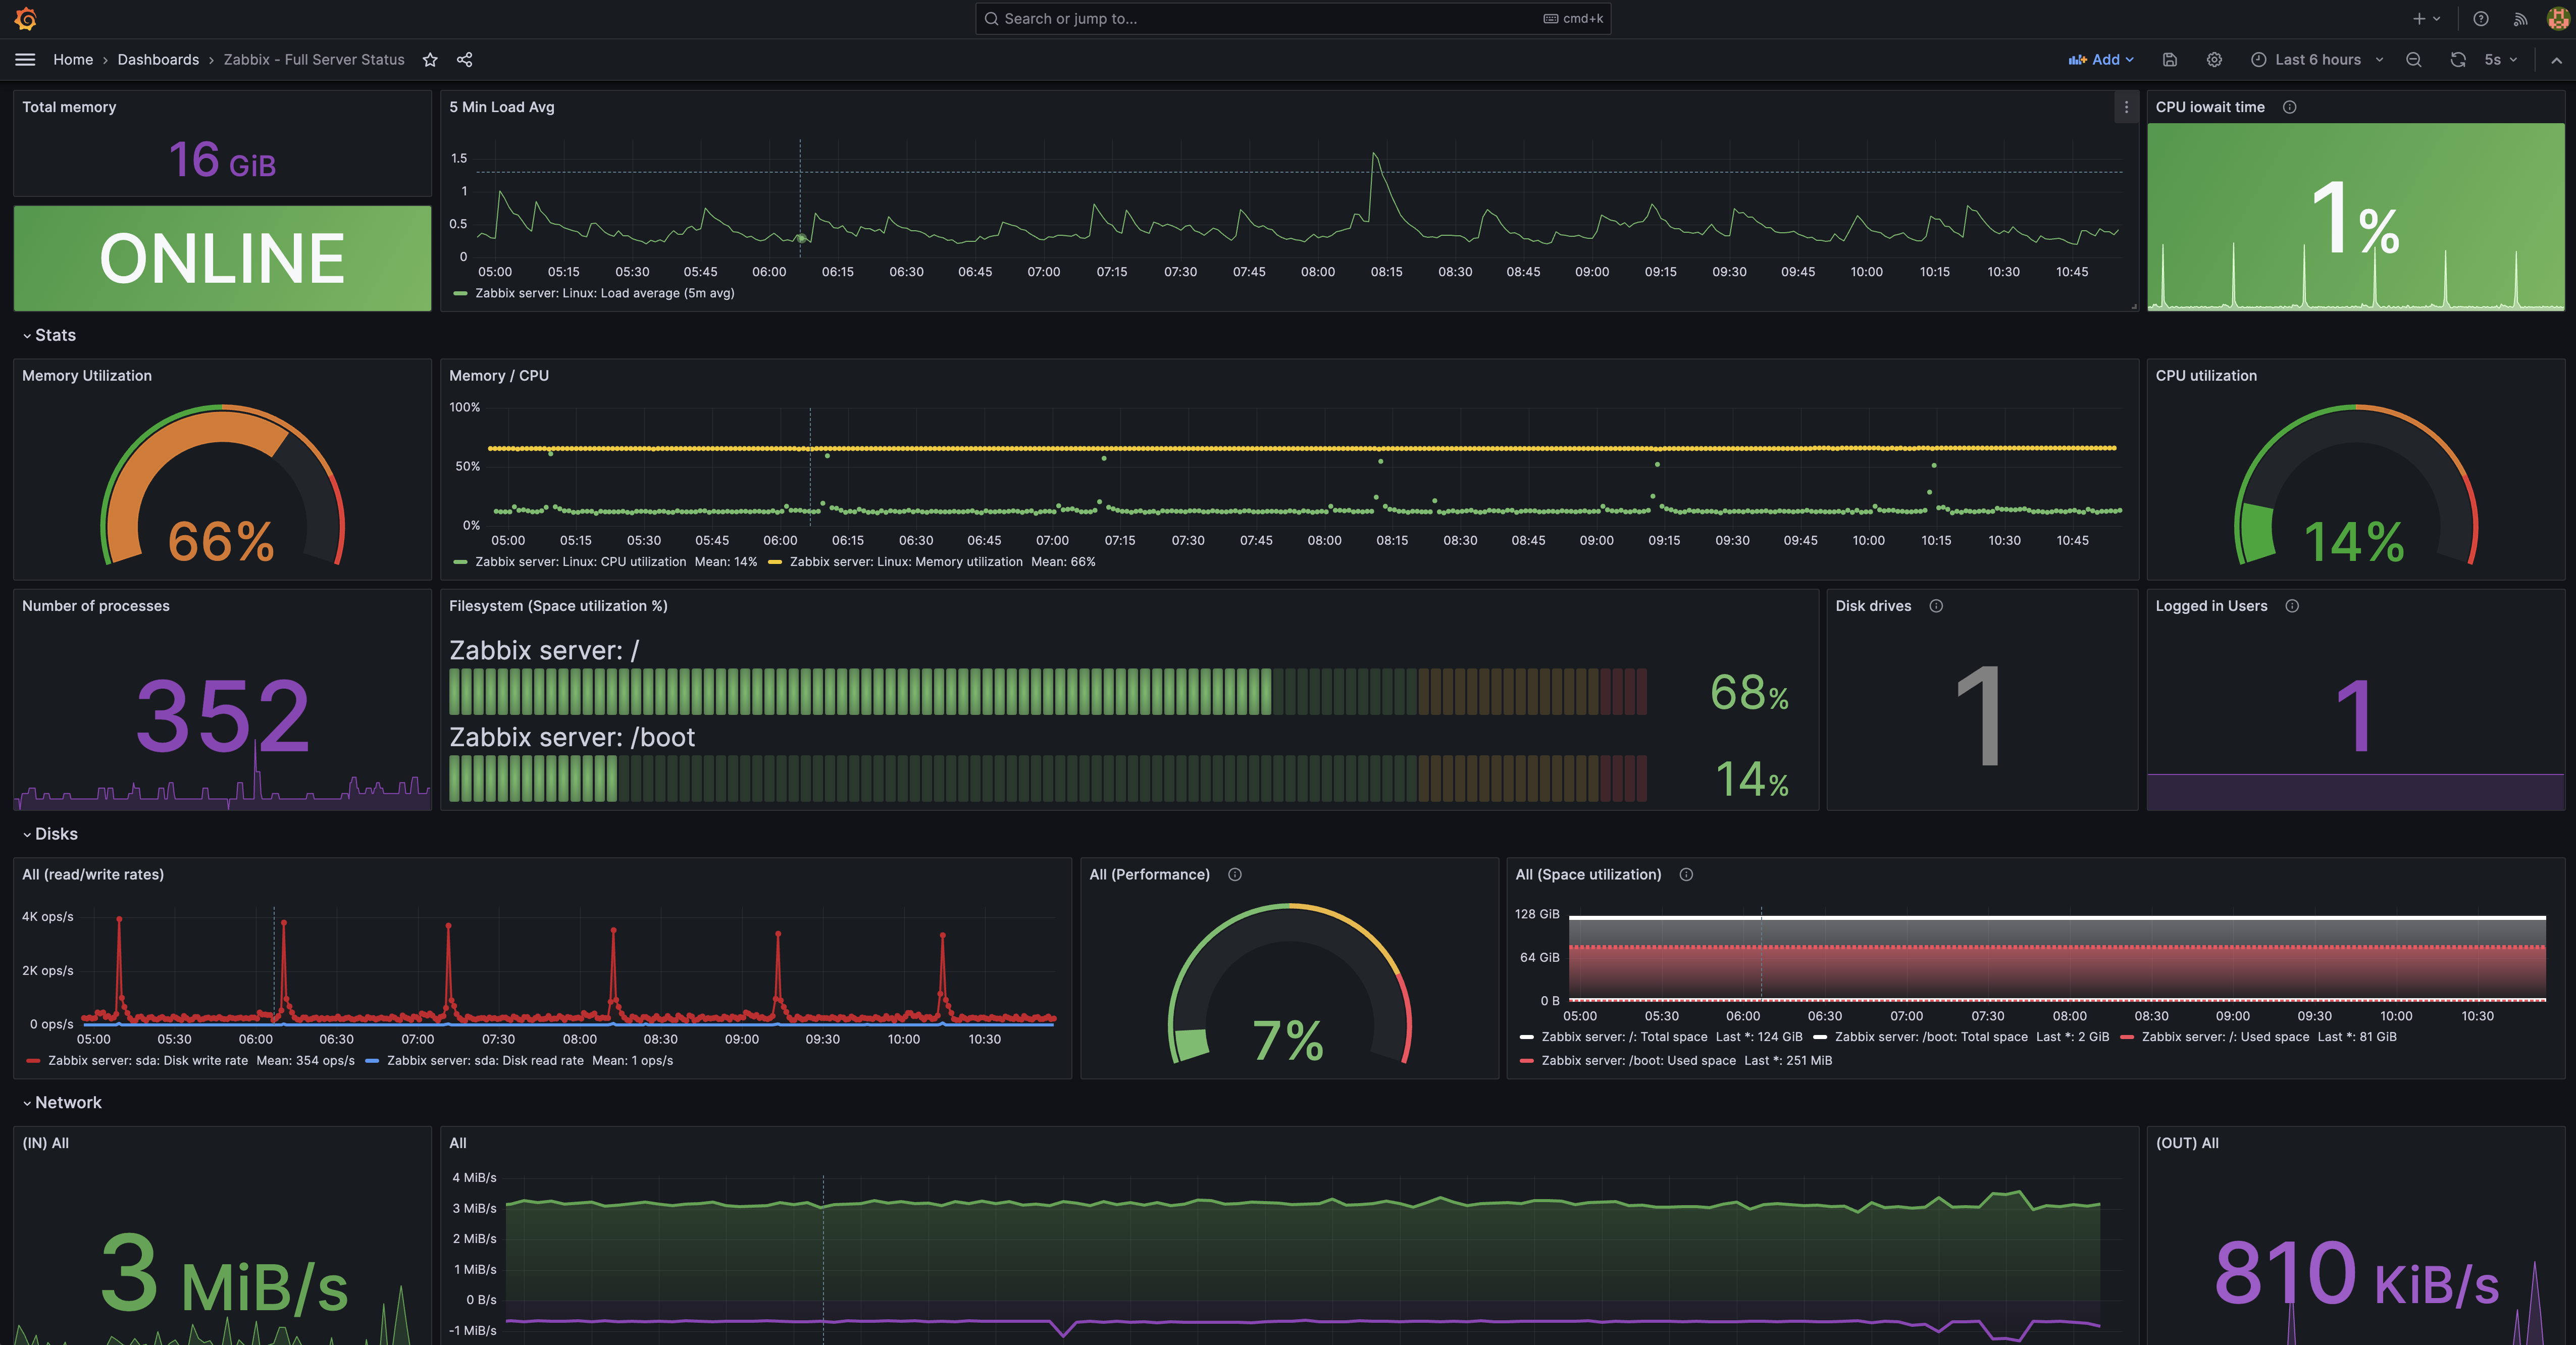 Search or jump to...
cmd+k
Home › Dashboards › Zabbix - Full Server Status
Add
Last 6 hours
5s
Total memory
16 GiB
ONLINE
5 Min Load Avg
1.5
1
0.5
0
05:00 05:15 05:30 05:45 06:00 06:15 06:30 06:45 07:00 07:15 07:30 07:45 08:00 08:15 08:30 08:45 09:00 09:15 09:30 09:45 10:00 10:15 10:30 10:45
Zabbix server: Linux: Load average (5m avg)
CPU iowait time
1%
Stats
Memory Utilization
66%
Memory / CPU
100%
50%
0%
05:00 05:15 05:30 05:45 06:00 06:15 06:30 06:45 07:00 07:15 07:30 07:45 08:00 08:15 08:30 08:45 09:00 09:15 09:30 09:45 10:00 10:15 10:30 10:45
Zabbix server: Linux: CPU utilization Mean: 14% Zabbix server: Linux: Memory utilization Mean: 66%
CPU utilization
14%
Number of processes
352
Filesystem (Space utilization %)
Zabbix server: /
68%
Zabbix server: /boot
14%
Disk drives
1
Logged in Users
1
Disks
All (read/write rates)
4K ops/s
2K ops/s
0 ops/s
05:00 05:30 06:00 06:30 07:00 07:30 08:00 08:30 09:00 09:30 10:00 10:30
Zabbix server: sda: Disk write rate Mean: 354 ops/s Zabbix server: sda: Disk read rate Mean: 1 ops/s
All (Performance)
7%
All (Space utilization)
128 GiB
64 GiB
0 B
05:00 05:30 06:00 06:30 07:00 07:30 08:00 08:30 09:00 09:30 10:00 10:30
Zabbix server: /: Total space Last *: 124 GiB Zabbix server: /boot: Total space Last *: 2 GiB Zabbix server: /: Used space Last *: 81 GiB
Zabbix server: /boot: Used space Last *: 251 MiB
Network
(IN) All
3 MiB/s
All
4 MiB/s
3 MiB/s
2 MiB/s
1 MiB/s
0 B/s
-1 MiB/s
(OUT) All
810 KiB/s